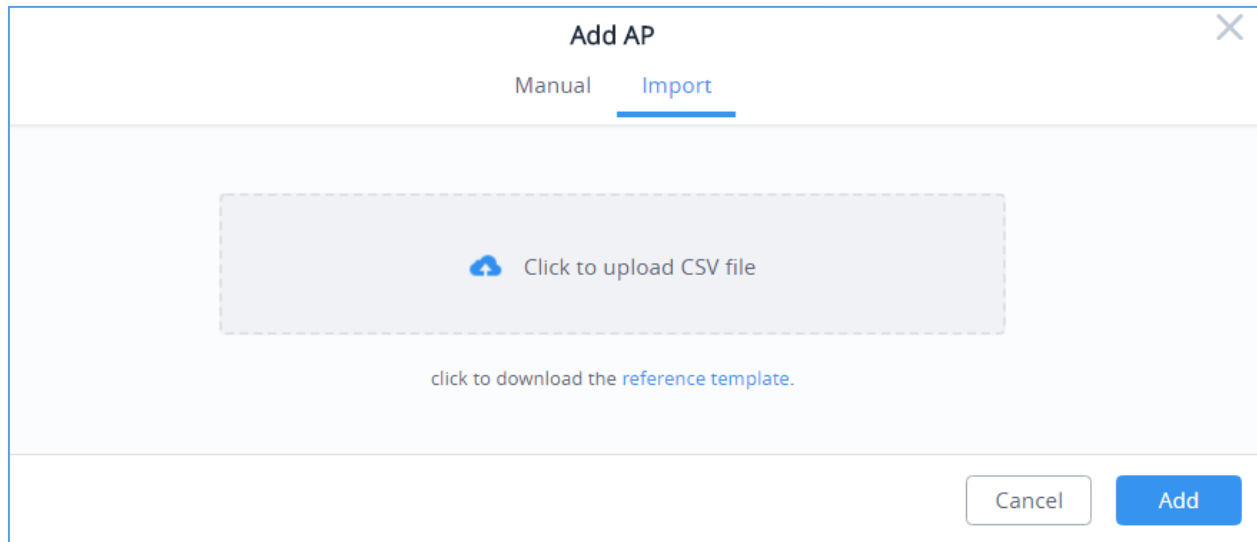 Add AP
Manual Import
Click to upload CSV file
click to download the reference template.
Cancel Add